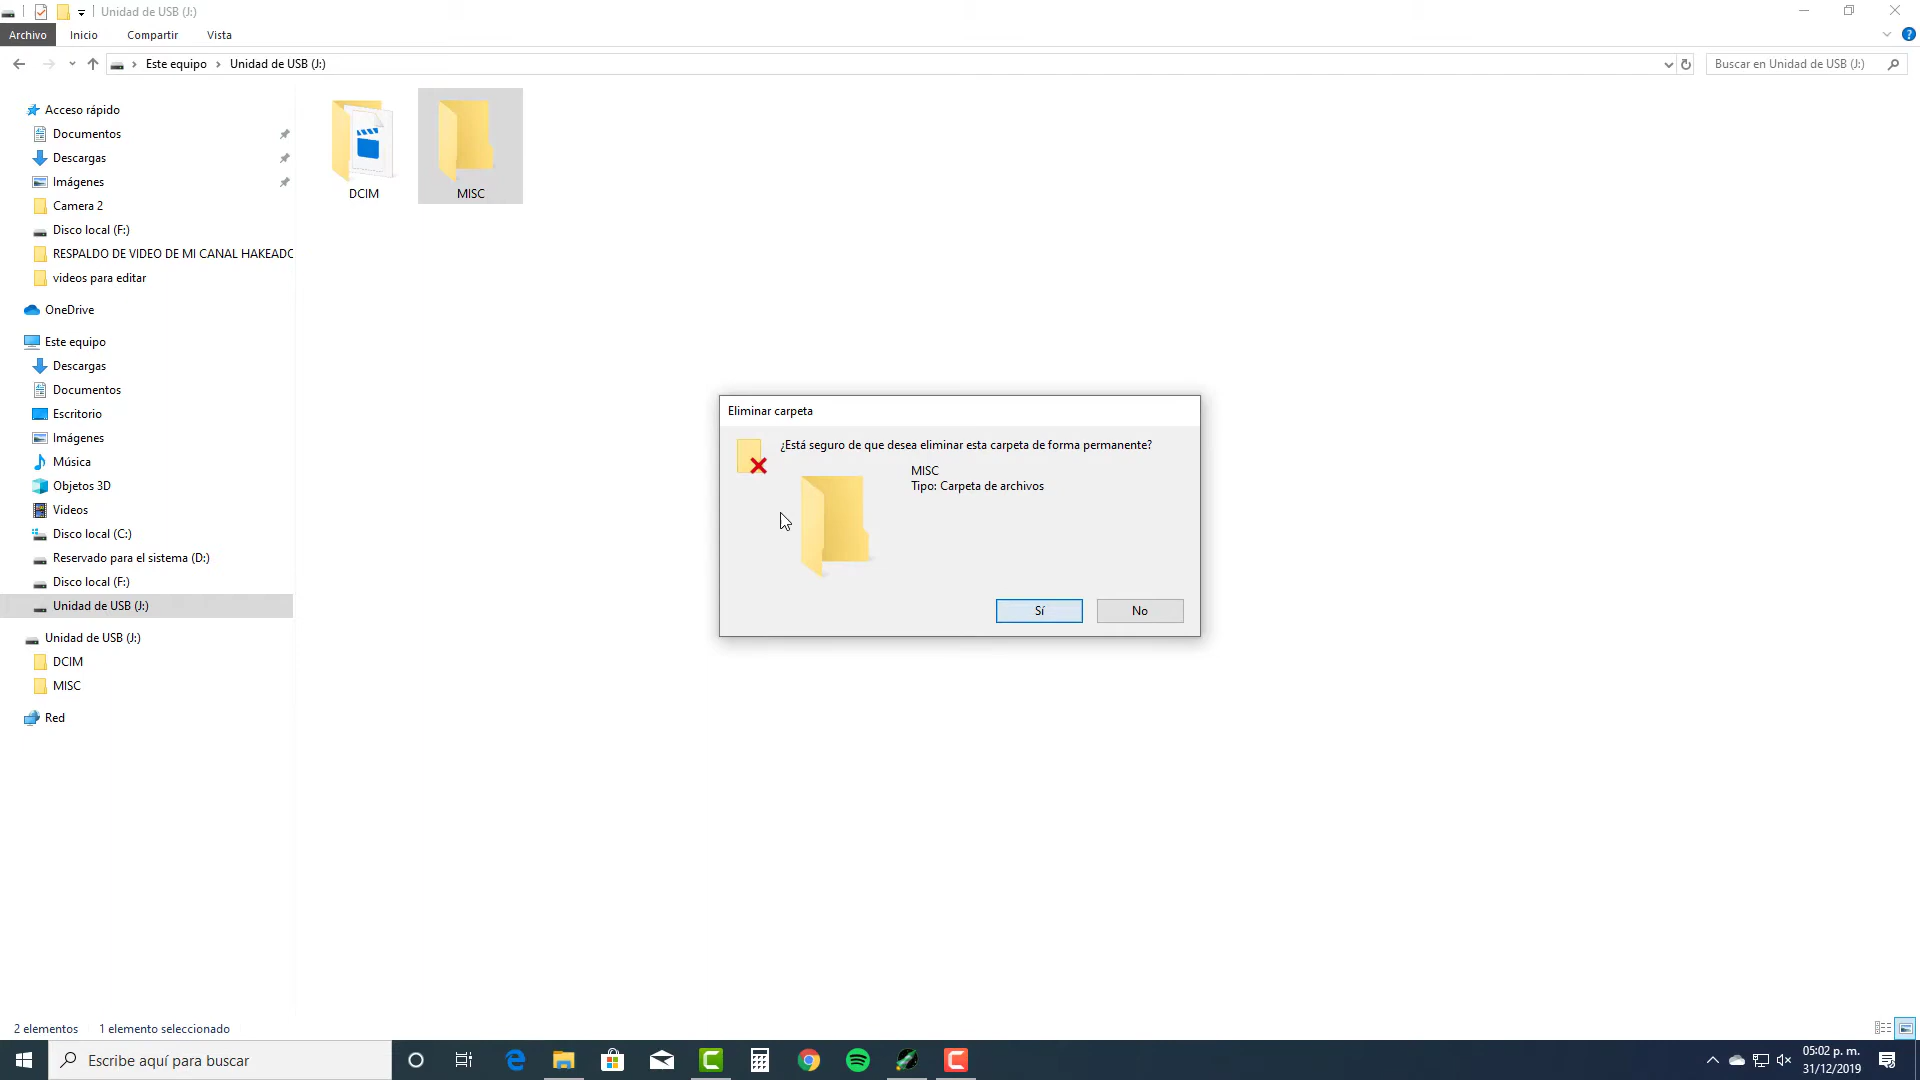 Unidad de USB (J:)
Archivo
Inicio
Compartir
Vista
Este equipo
Unidad de USB (J:)
Buscar en Unidad de USB (J:)
Acceso rápido
Documentos
Descargas
Imágenes
Camera 2
Disco local (F:)
RESPALDO DE VIDEO DE MI CANAL HAKEADO
videos para editar
OneDrive
Este equipo
Descargas
Documentos
Escritorio
Imágenes
Música
Objetos 3D
Videos
Disco local (C:)
Reservado para el sistema (D:)
Disco local (F:)
Unidad de USB (J:)
Unidad de USB (J:)
DCIM
MISC
Red
DCIM
MISC
Eliminar carpeta
¿Está seguro de que desea eliminar esta carpeta de forma permanente?
MISC
Tipo: Carpeta de archivos
Sí
No
2 elementos
1 elemento seleccionado
Escribe aquí para buscar
05:02 p. m.
31/12/2019